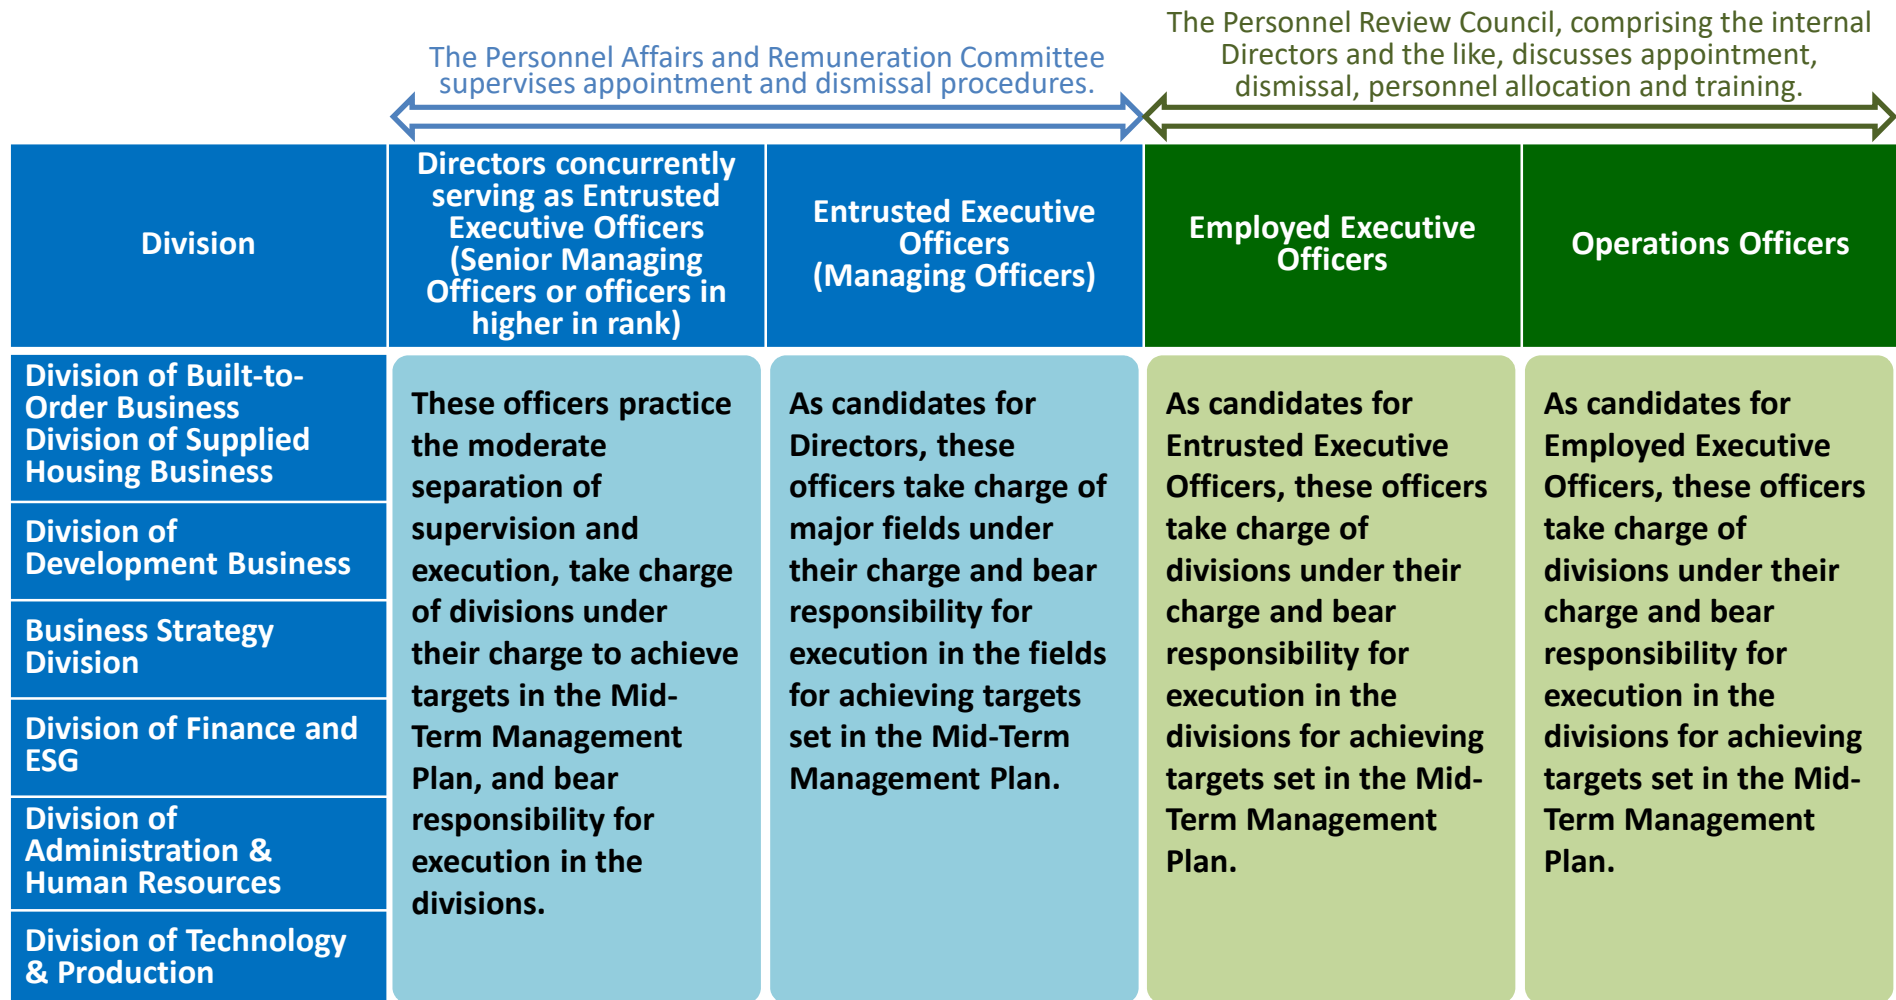 The Personnel Affairs and Remuneration Committee
supervises appointment and dismissal procedures.
The Personnel Review Council, comprising the internal
Directors and the like, discusses appointment,
dismissal, personnel allocation and training.
Division
Directors concurrently
serving as Entrusted
Executive Officers
(Senior Managing
Officers or officers in
higher in rank)
Entrusted Executive
Officers
(Managing Officers)
Employed Executive
Officers
Operations Officers
Division of Built-to-
Order Business
Division of Supplied
Housing Business
Division of
Development Business
Business Strategy
Division
Division of Finance and
ESG
Division of
Administration &
Human Resources
Division of Technology
& Production
These officers practice
the moderate
separation of
supervision and
execution, take charge
of divisions under
their charge to achieve
targets in the Mid-
Term Management
Plan, and bear
responsibility for
execution in the
divisions.
As candidates for
Directors, these
officers take charge of
major fields under
their charge and bear
responsibility for
execution in the fields
for achieving targets
set in the Mid-Term
Management Plan.
As candidates for
Entrusted Executive
Officers, these officers
take charge of
divisions under their
charge and bear
responsibility for
execution in the
divisions for achieving
targets set in the Mid-
Term Management
Plan.
As candidates for
Employed Executive
Officers, these officers
take charge of
divisions under their
charge and bear
responsibility for
execution in the
divisions for achieving
targets set in the Mid-
Term Management
Plan.